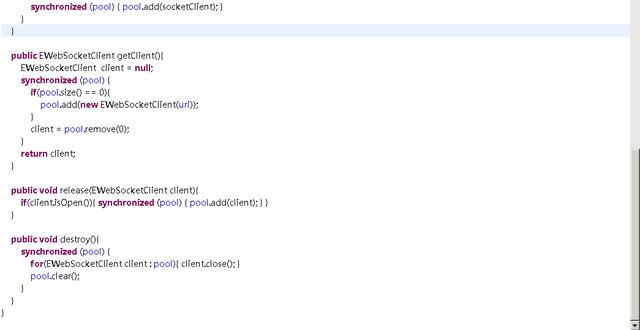 synchronized (pool) { pool.add(socketClient); }
}
}
public EWebSocketClient getClient(){
EWebSocketClient client = null;
synchronized (pool) {
if(pool.size() == 0){
pool.add(new EWebSocketClient(uri));
}
client = pool.remove(0);
}
return client;
}
public void release(EWebSocketClient client){
if(client.isOpen()){ synchronized (pool) { pool.add(client); } }
}
public void destroy(){
synchronized (pool) {
for(EWebSocketClient client : pool){ client.close(); }
pool.clear();
}
}
}